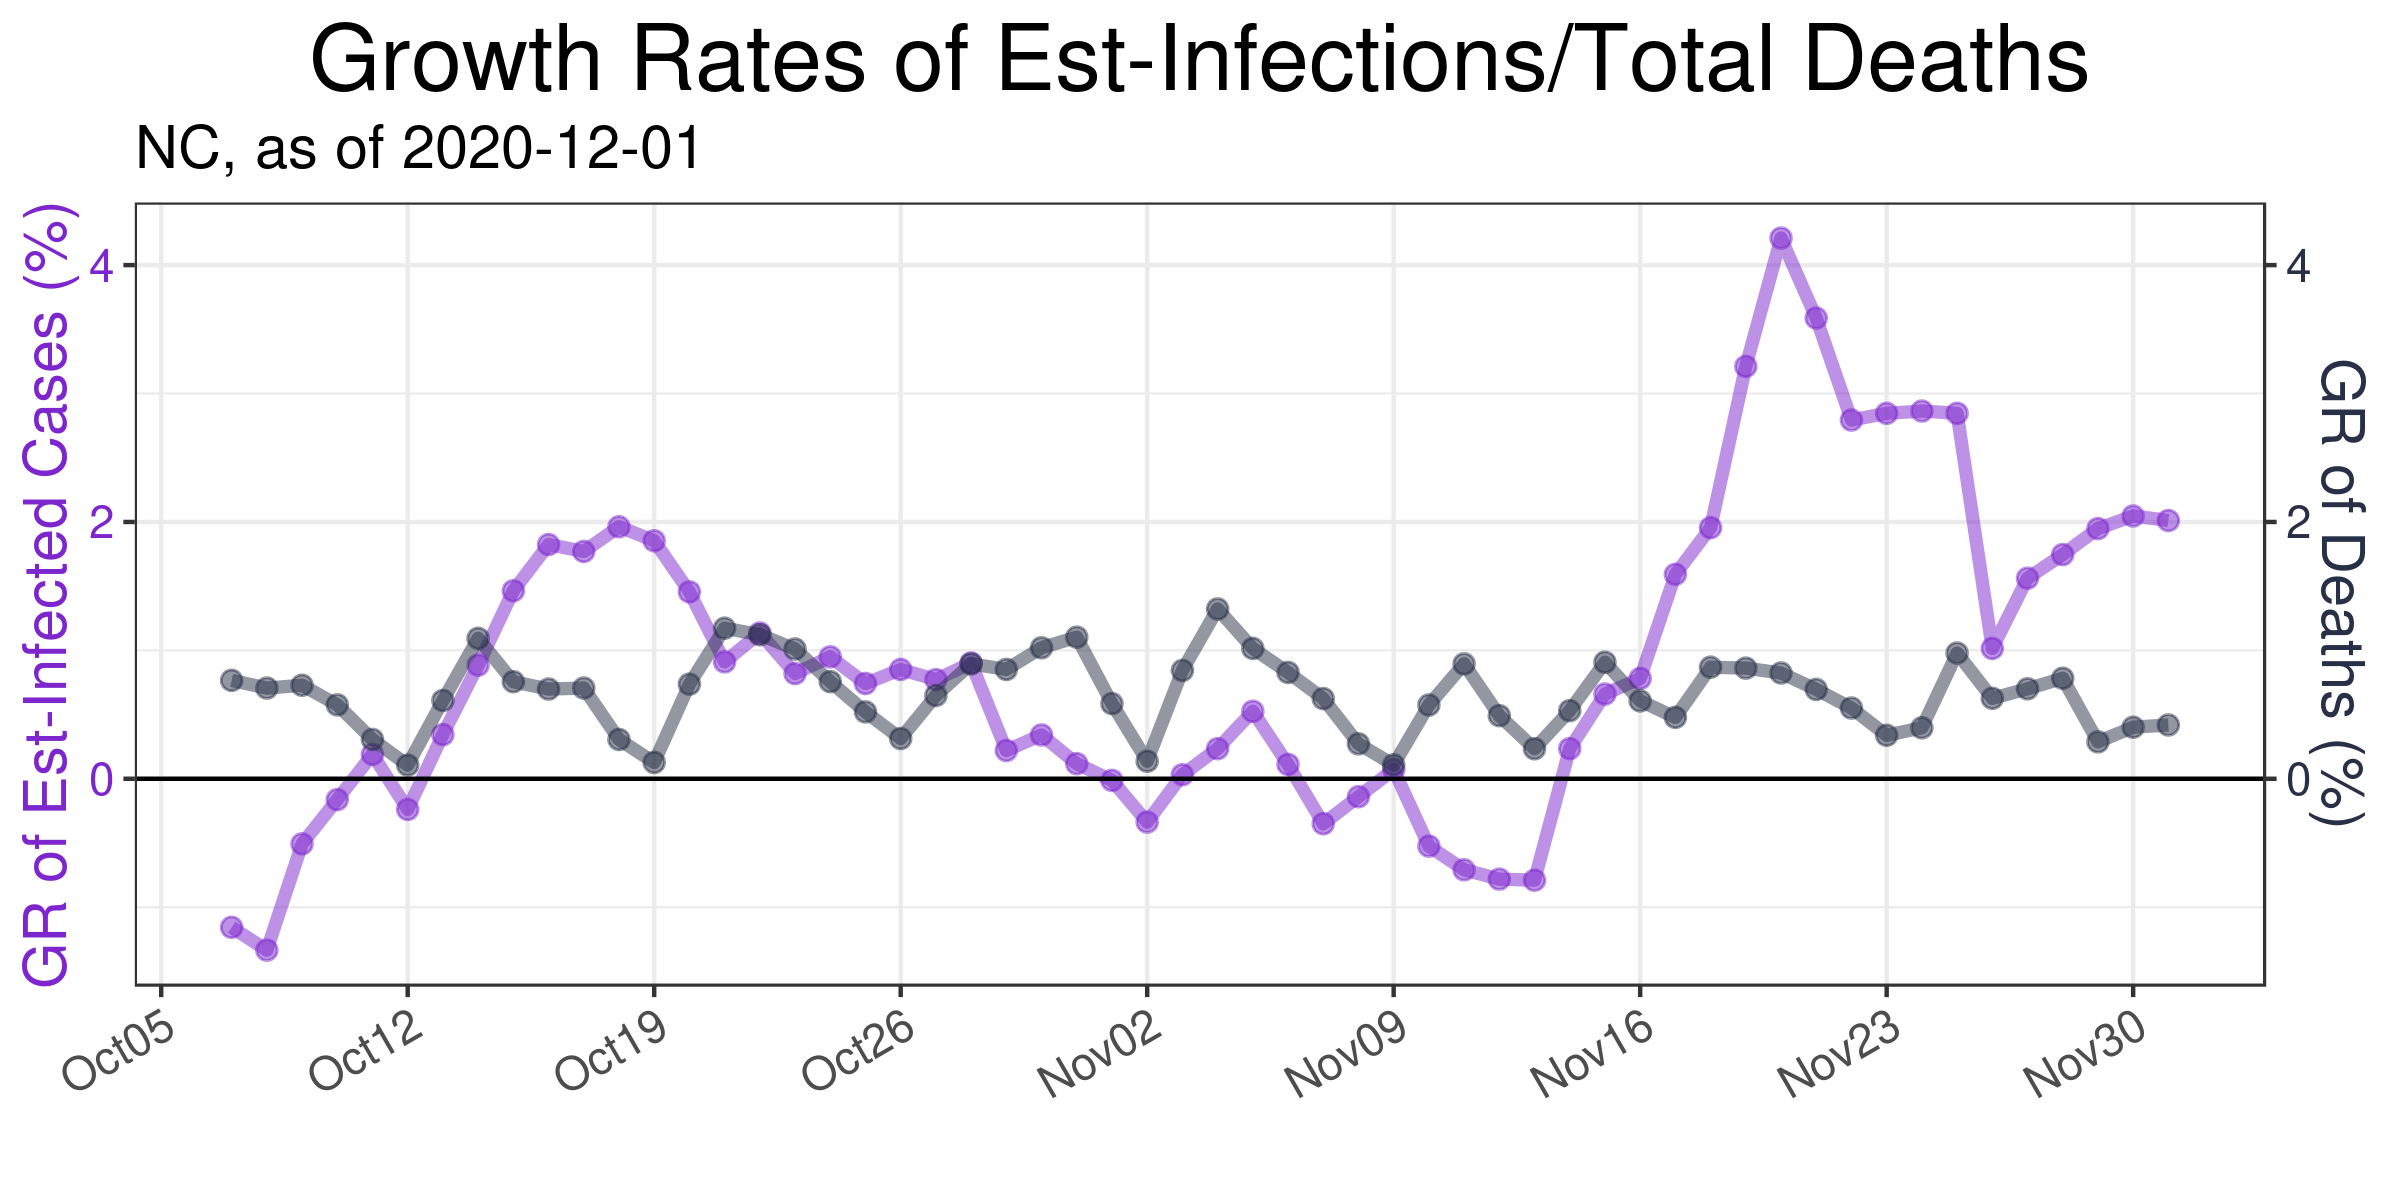 Growth Rates of Est-Infections/Total Deaths
NC, as of 2020-12-01
GR of Est-Infected Cases (%)
4
2
0
4
2
0
GR of Deaths (%)
Oct05
Oct12
Oct19
Oct26
Nov02
Nov09
Nov16
Nov23
Nov30